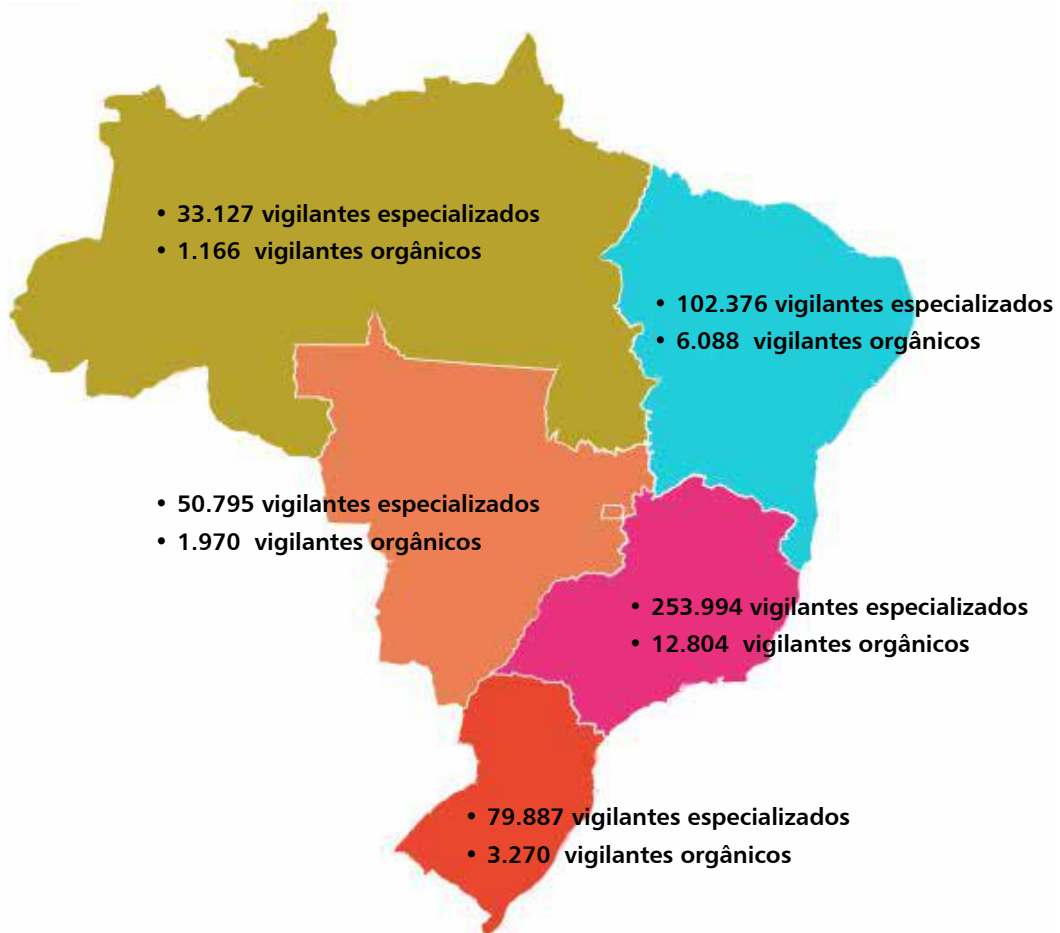 • 33.127 vigilantes especializados
• 1.166 vigilantes orgânicos
• 102.376 vigilantes especializados
• 6.088 vigilantes orgânicos
• 50.795 vigilantes especializados
• 1.970 vigilantes orgânicos
• 253.994 vigilantes especializados
• 12.804 vigilantes orgânicos
• 79.887 vigilantes especializados
• 3.270 vigilantes orgânicos